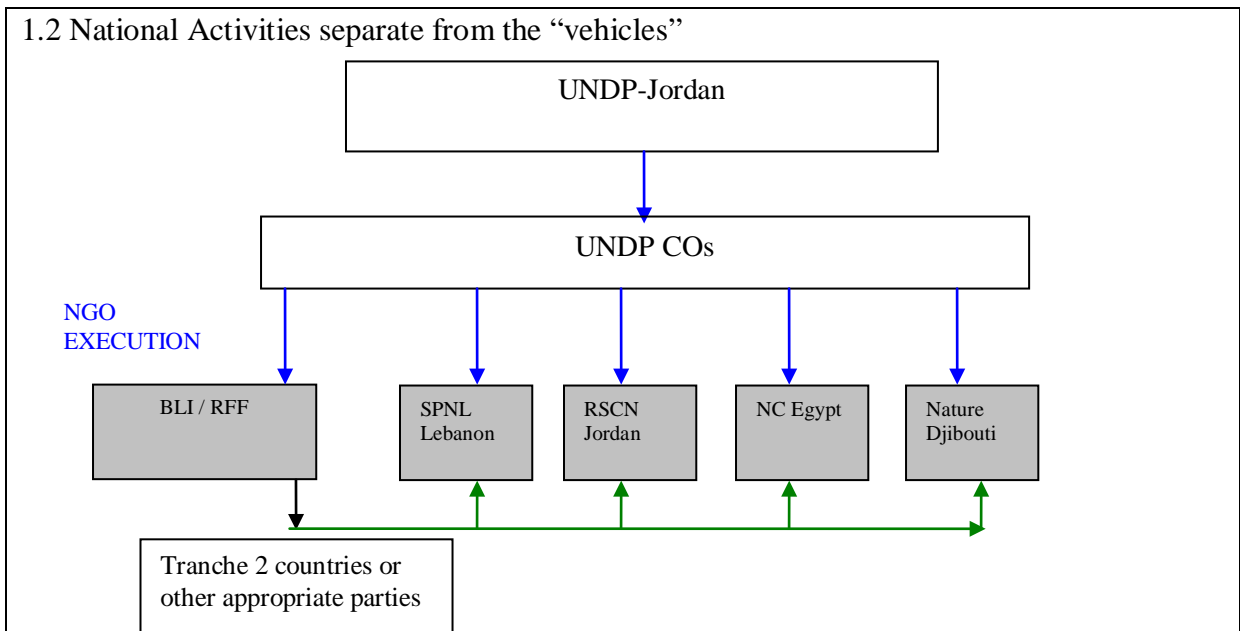 1.2 National Activities separate from the “vehicles”
UNDP-Jordan
UNDP COs
NGO
EXECUTION
BLI / RFF
SPNL
Lebanon
RSCN
Jordan
NC Egypt
Nature
Djibouti
Tranche 2 countries or
other appropriate parties